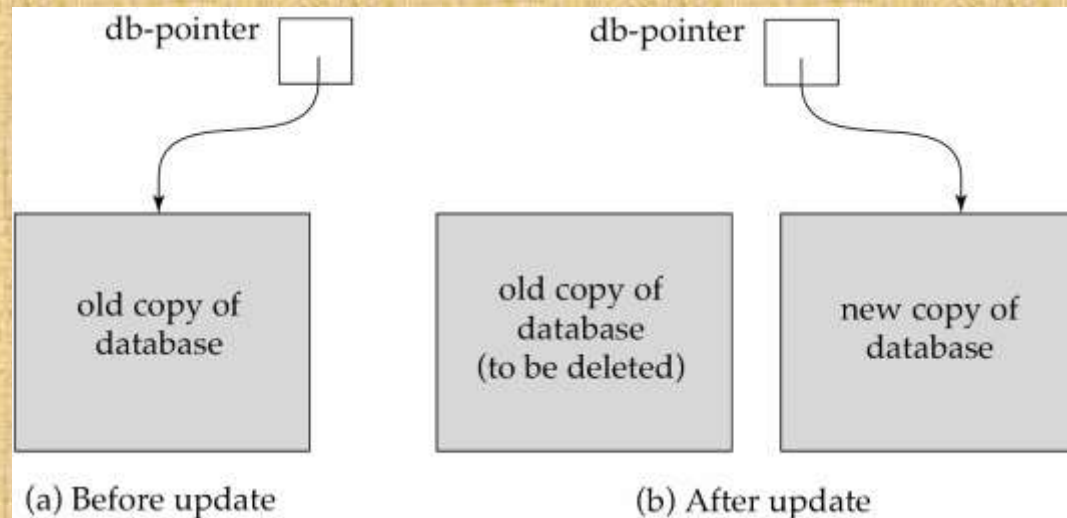 db-pointer
old copy of
database
(a) Before update
db-pointer
old copy of
database
(to be deleted)
new copy of
database
(b) After update